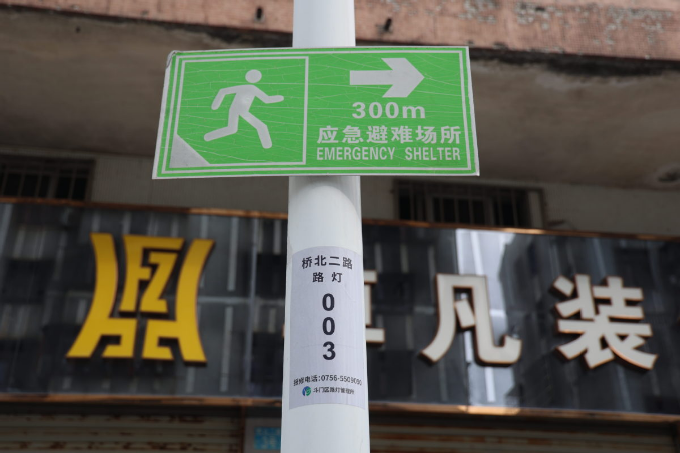 300m
应急避难场所
EMERGENCY SHELTER
桥北二路
路灯
003
报修电话:0756-5509090
斗门区路灯管理所
凡装